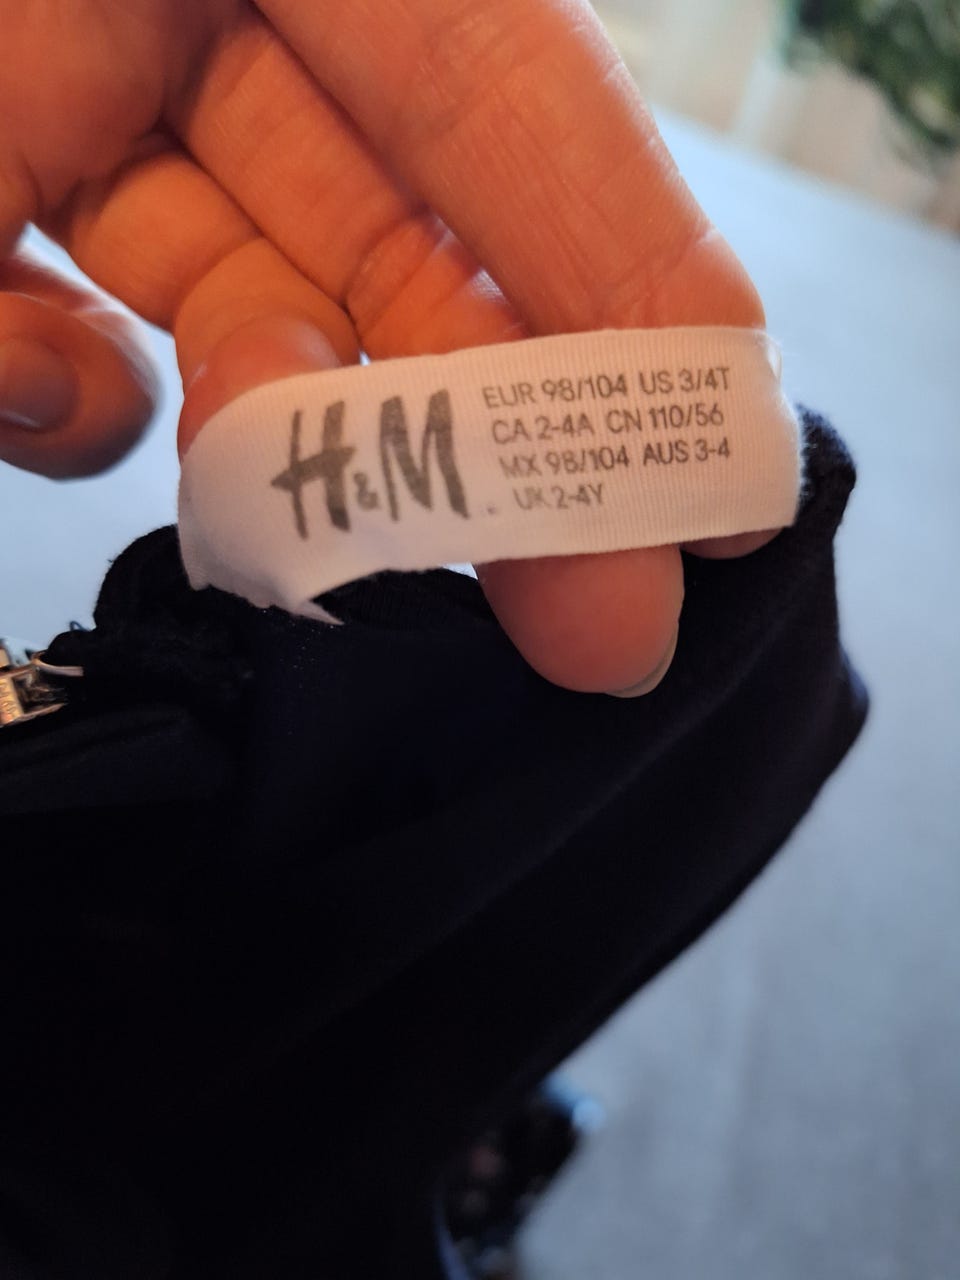 H&M
EUR 98/104 US 3/4T
CA 2-4A CN 110/56
MX 98/104 AUS 3-4
UK 2-4Y